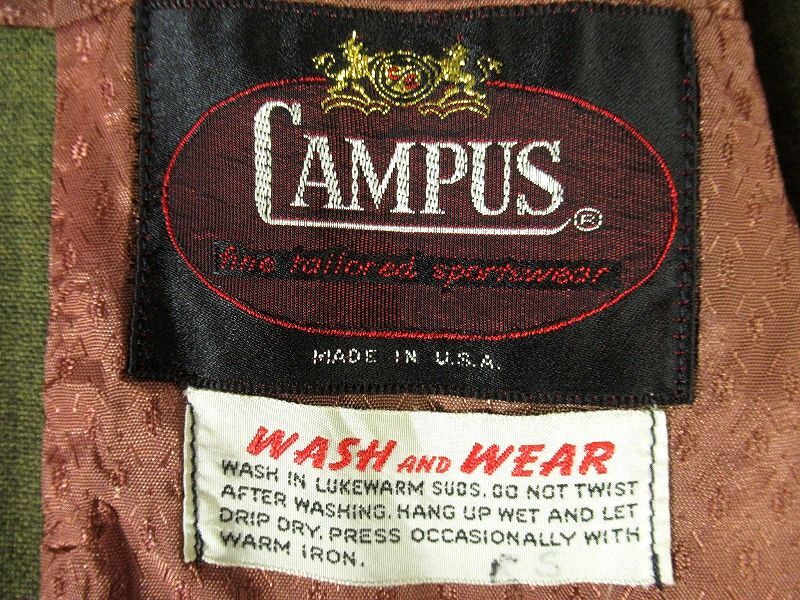 CAMPUS ®
fine tailored sportswear
MADE IN U.S.A.
WASH AND WEAR
WASH IN LUKEWARM SUDS. DO NOT TWIST
AFTER WASHING. HANG UP WET AND LET
DRIP DRY. PRESS OCCASIONALLY WITH
WARM IRON.